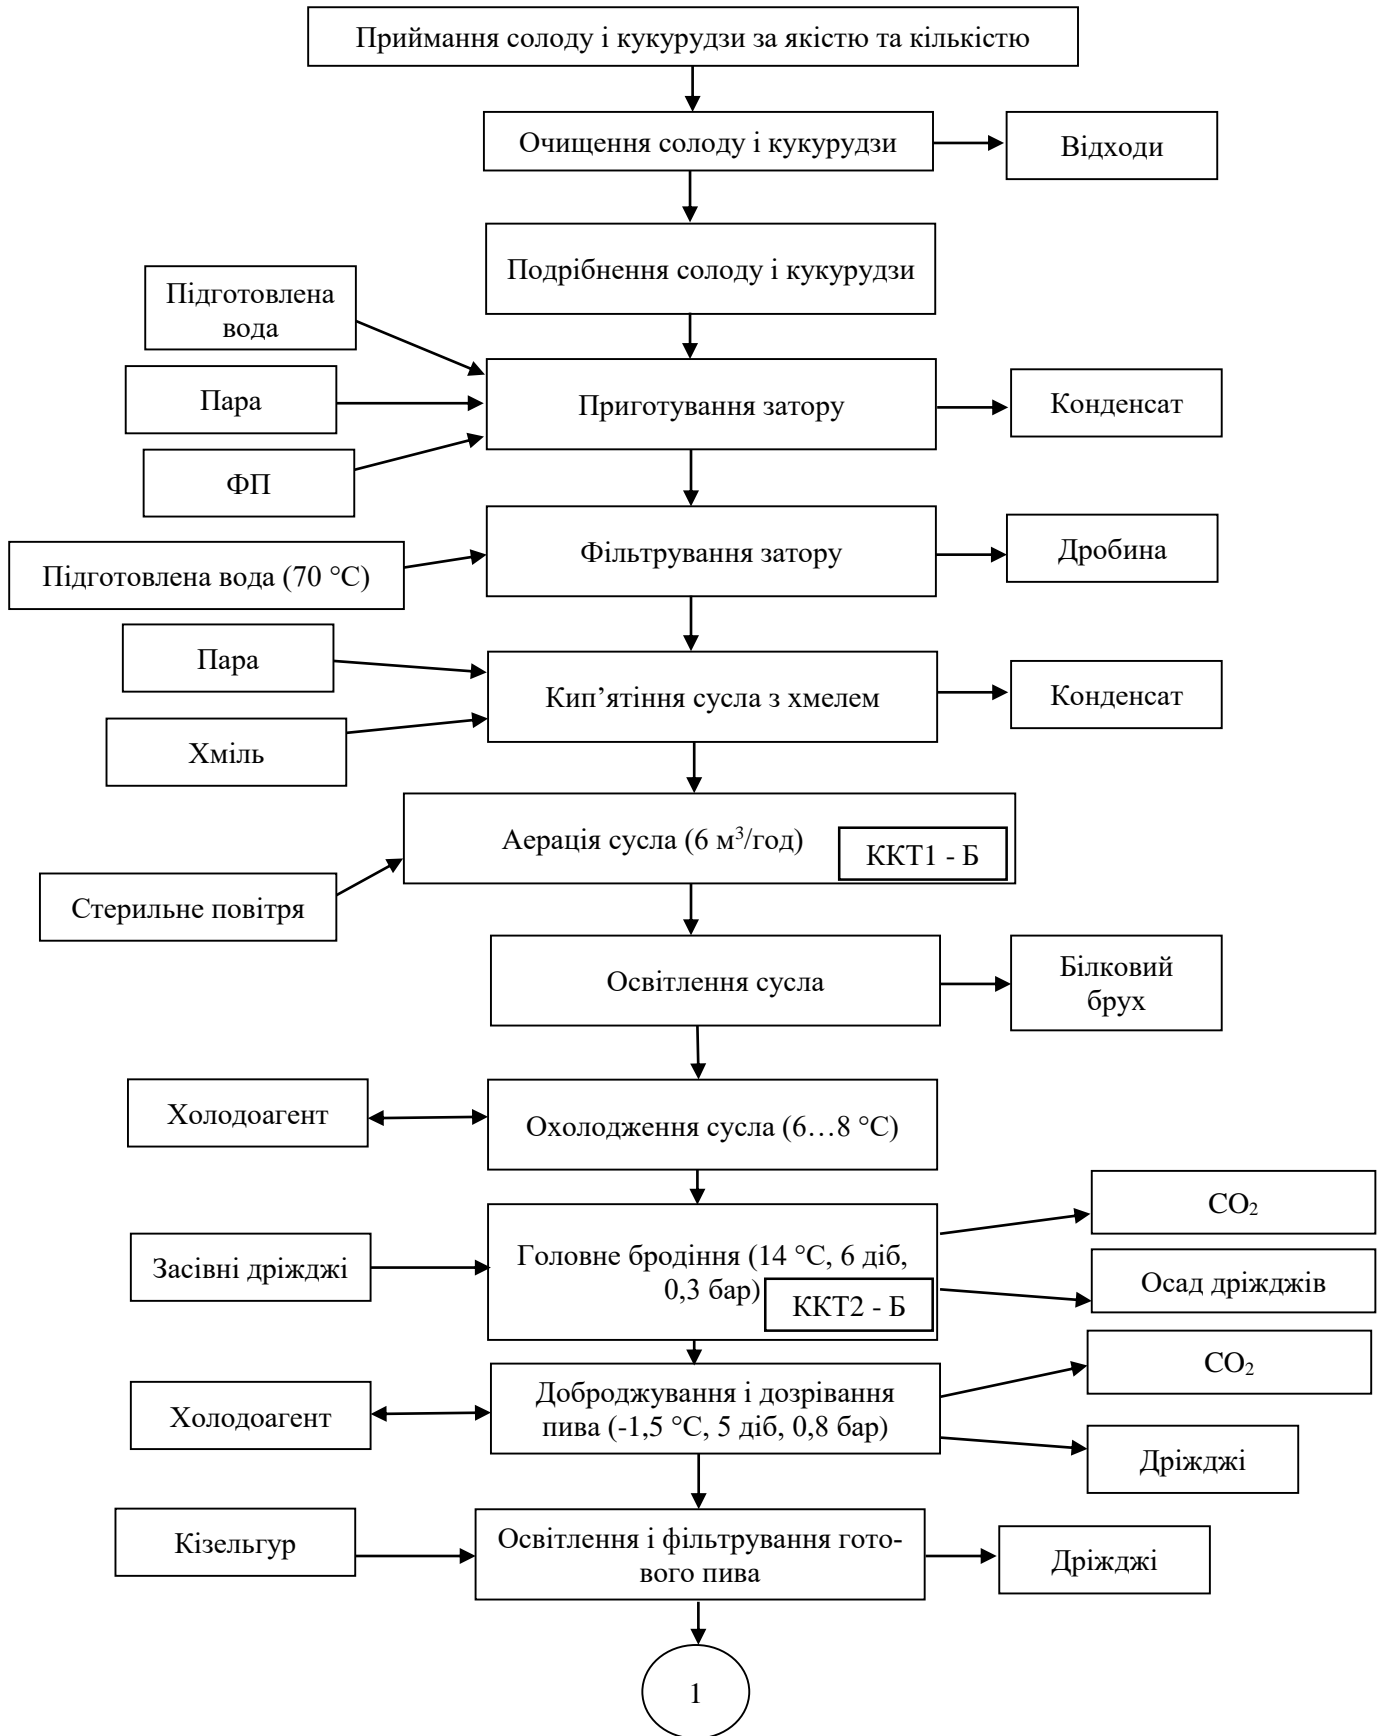 Приймання солоду і кукурудзи за якістю та кількістю
Очищення солоду і кукурудзи
Відходи
Подрібнення солоду і кукурудзи
Підготовлена
вода
Пара
ФП
Приготування затору
Конденсат
Підготовлена вода (70 °С)
Фільтрування затору
Дробина
Пара
Хміль
Кип’ятіння сусла з хмелем
Конденсат
Аерація сусла (6 м³/год)
ККТ1 - Б
Стерильне повітря
Освітлення сусла
Білковий
брух
Холодоагент
Охолодження сусла (6…8 °С)
Засівні дріжджі
Головне бродіння (14 °С, 6 діб,
0,3 бар)
ККТ2 - Б
СО₂
Осад дріжджів
Холодоагент
Доброджування і дозрівання
пива (-1,5 °С, 5 діб, 0,8 бар)
СО₂
Дріжджі
Кізельгур
Освітлення і фільтрування гото-
вого пива
Дріжджі
1